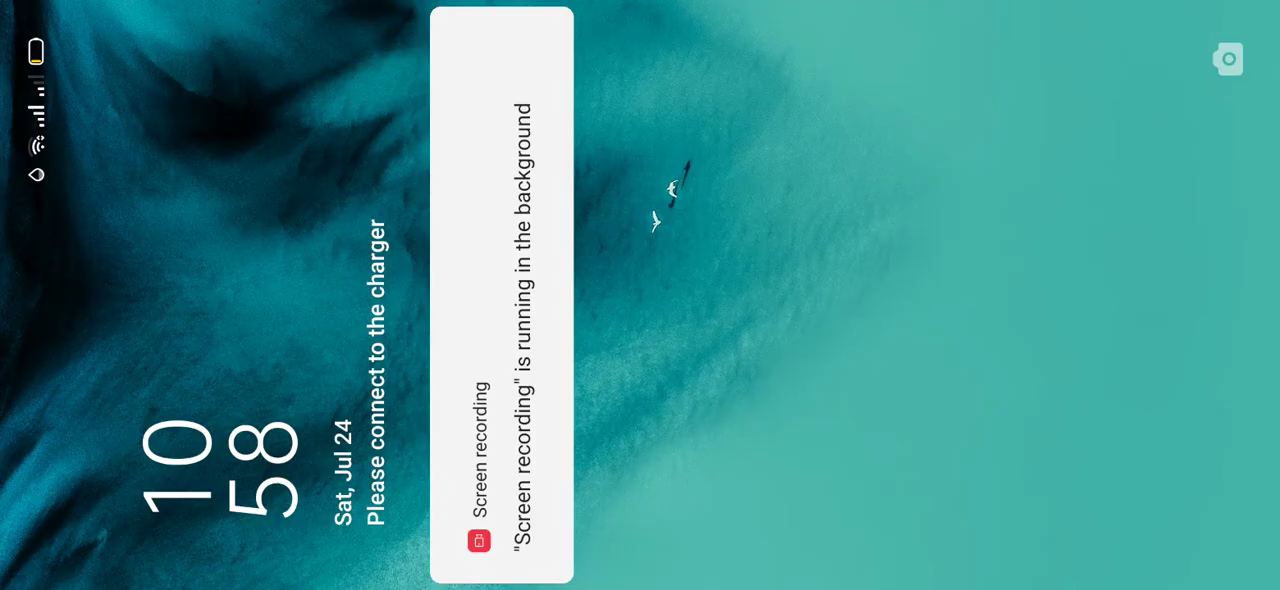 10
58
Sat, Jul 24
Please connect to the charger
Screen recording
"Screen recording" is running in the background